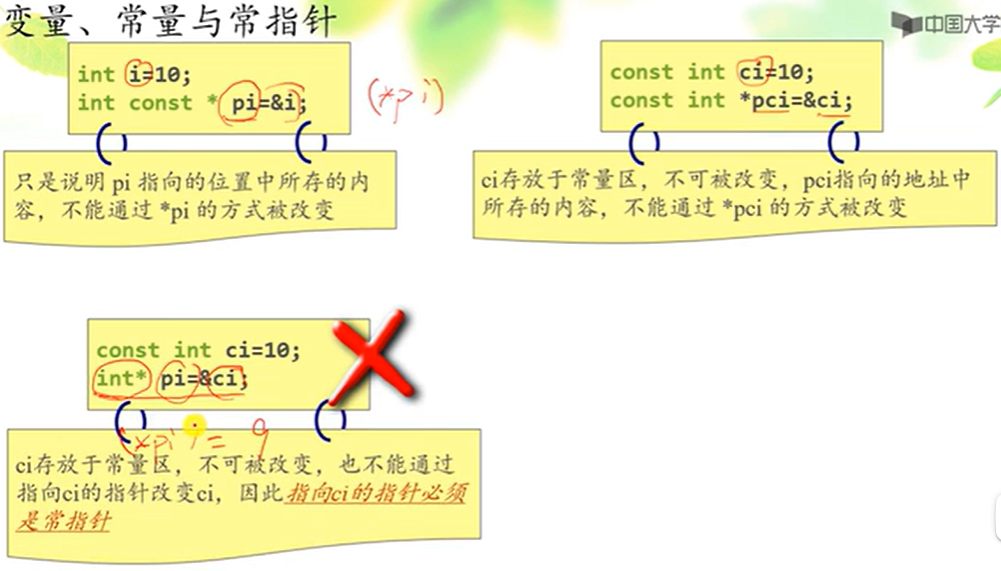 变量、常量与常指针
中国大学
int i=10;
int const * pi=&i;
(*pi)
只是说明 pi 指向的位置中所存的内
容，不能通过 *pi 的方式被改变
const int ci=10;
const int *pci=&ci;
ci存放于常量区，不可被改变，pci指向的地址中
所存的内容，不能通过 *pci 的方式被改变
const int ci=10;
int* pi=&ci;
(*pi) = 9
ci存放于常量区，不可被改变，也不能通过
指向ci的指针改变ci，因此指向ci的指针必须
是常指针